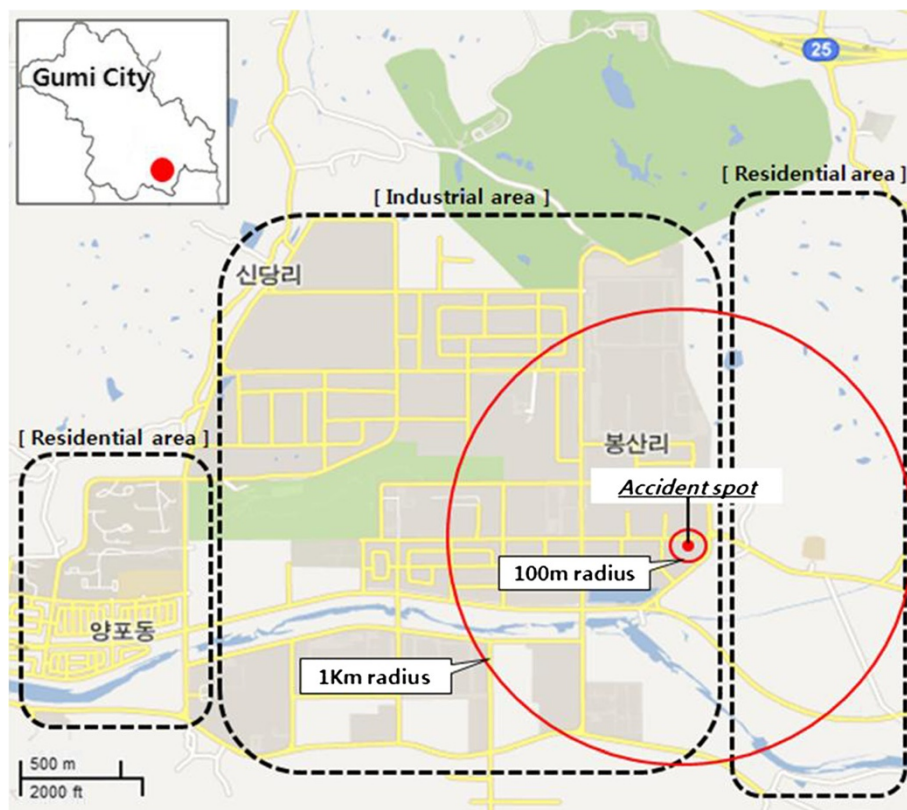 Gumi City
25
[ Residential area ]
[ Industrial area ]
신당리
[ Residential area ]
봉산리
Accident spot
100m radius
양포동
1Km radius
500 m
2000 ft